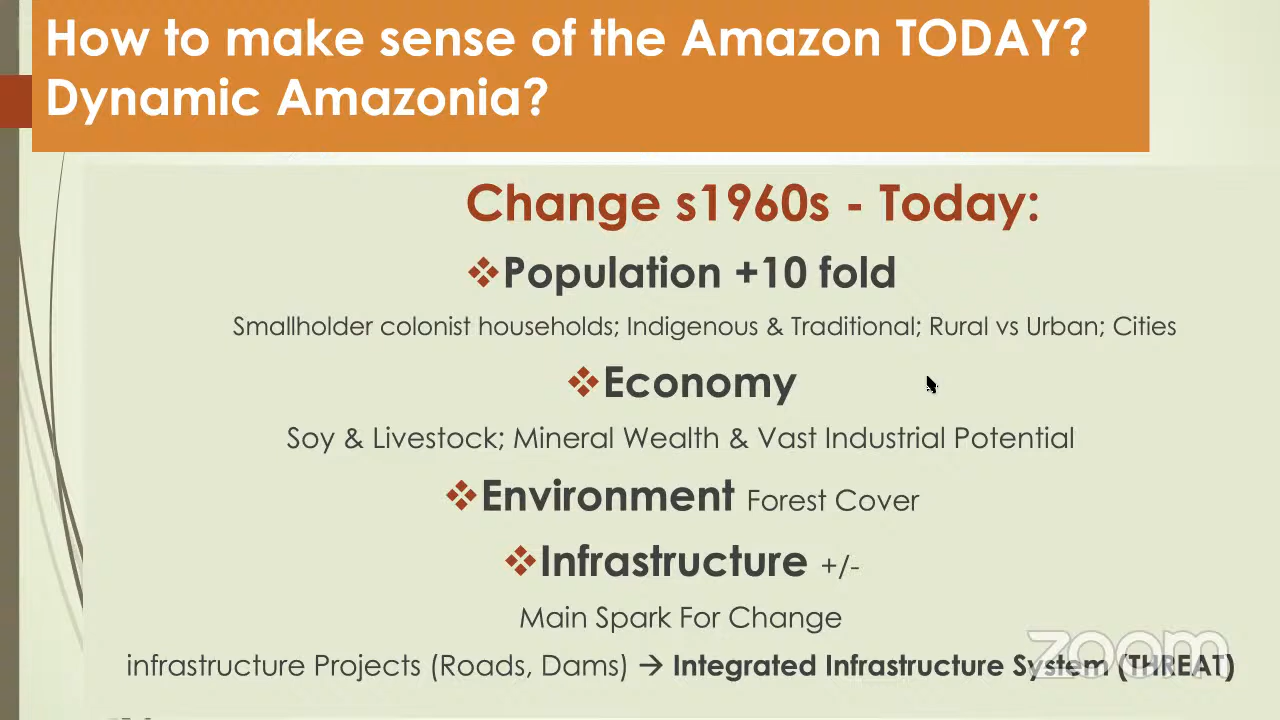 How to make sense of the Amazon TODAY?
Dynamic Amazonia?
Change s1960s - Today:
❖Population +10 fold
Smallholder colonist households; Indigenous & Traditional; Rural vs Urban; Cities
❖Economy
Soy & Livestock; Mineral Wealth & Vast Industrial Potential
❖Environment Forest Cover
❖Infrastructure +/-
Main Spark For Change
infrastructure Projects (Roads, Dams) → Integrated Infrastructure System (THREAT)
zoom